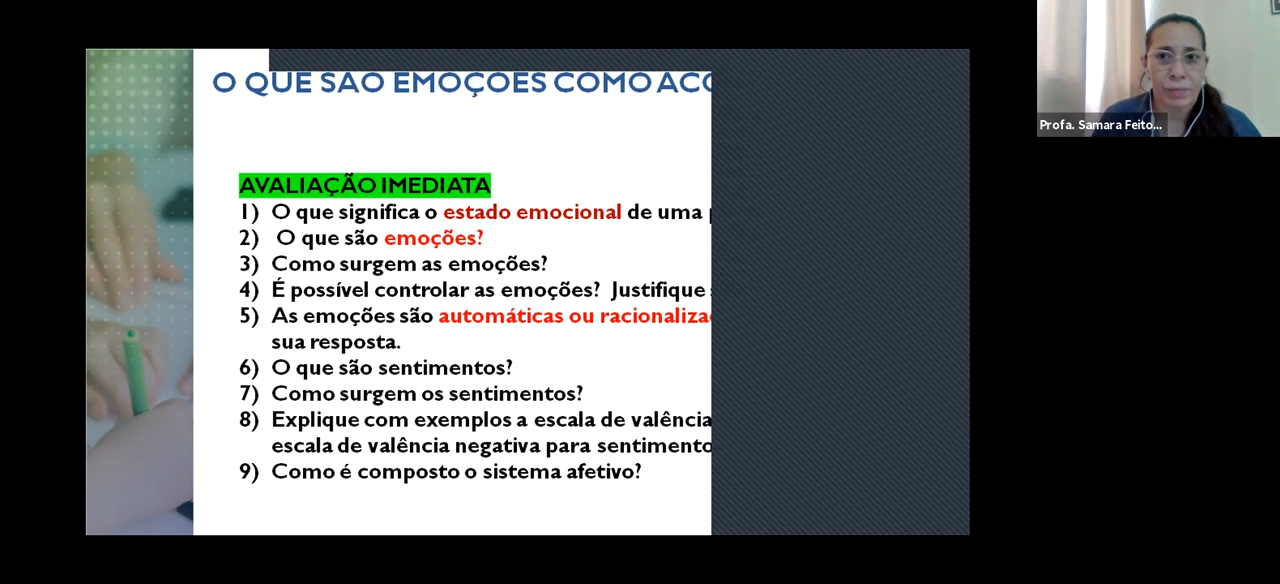 O QUE SÃO EMOÇÕES COMO
AVALIAÇÃO IMEDIATA
1) O que significa o estado emocional de uma
2) O que são emoções?
3) Como surgem as emoções?
4) É possível controlar as emoções? Justifique
5) As emoções são automáticas ou
sua resposta.
6) O que são sentimentos?
7) Como surgem os sentimentos?
8) Explique com exemplos a escala de valência
escala de valência negativa para
9) Como é composto o sistema afetivo?
Profa. Samara Feito...